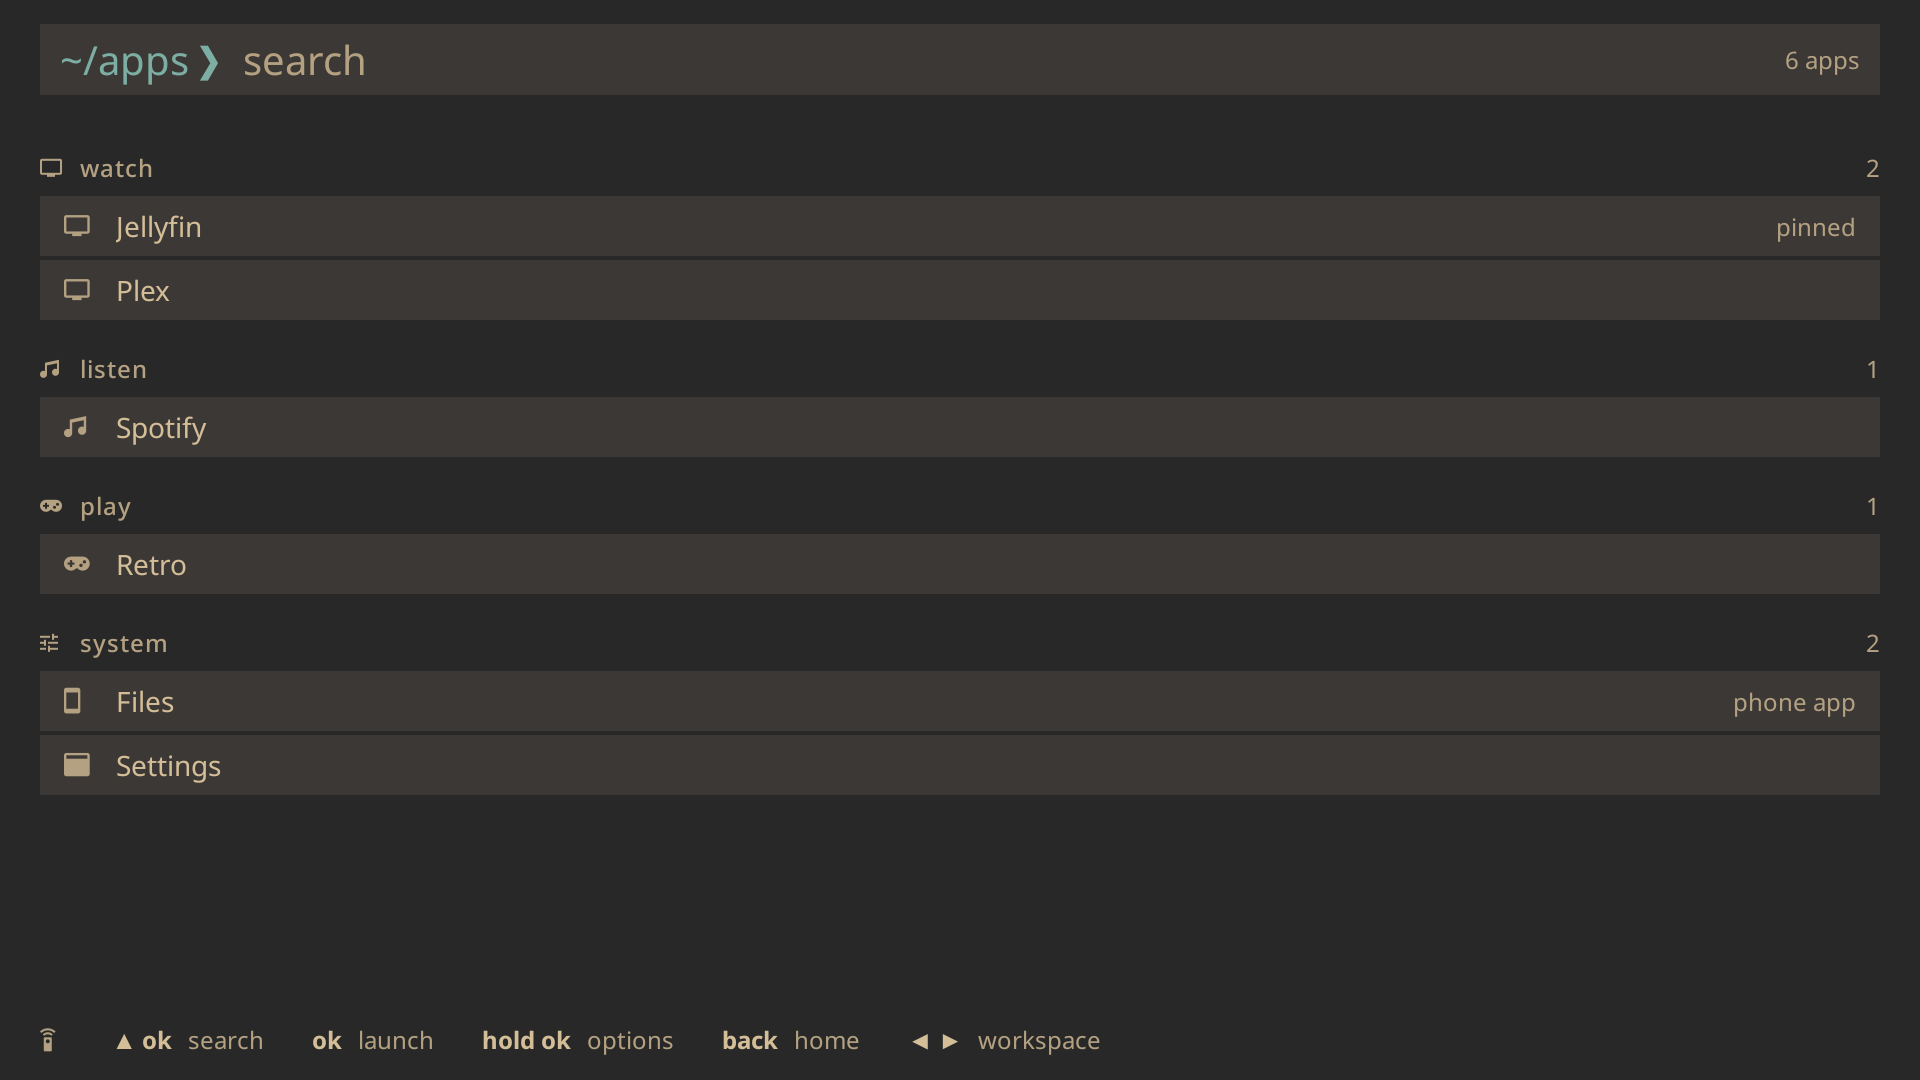 ~/apps ❯ search 6 apps
watch 2
Jellyfin pinned
Plex
listen 1
Spotify
play 1
Retro
system 2
Files phone app
Settings
▲ ok search ok launch hold ok options back home ◀ ▶ workspace